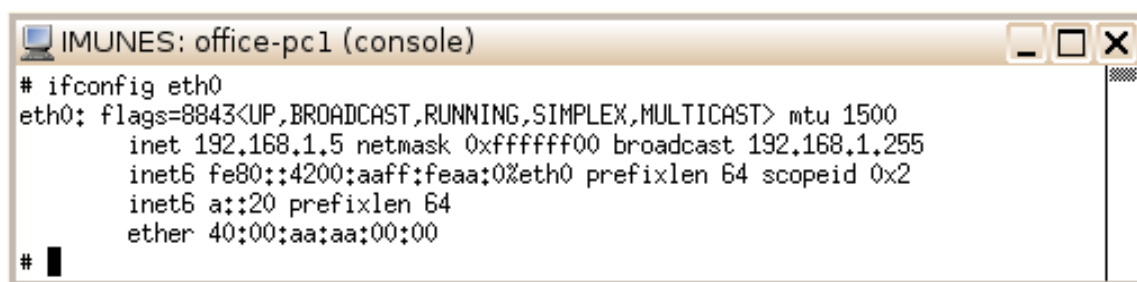 IMUNES: office-pc1 (console)
# ifconfig eth0
eth0: flags=8843<UP,BROADCAST,RUNNING,SIMPLEX,MULTICAST> mtu 1500
inet 192.168.1.5 netmask 0xffffff00 broadcast 192.168.1.255
inet6 fe80::4200:aaff:feaa:0%eth0 prefixlen 64 scopeid 0x2
inet6 a::20 prefixlen 64
ether 40:00:aa:aa:00:00
#